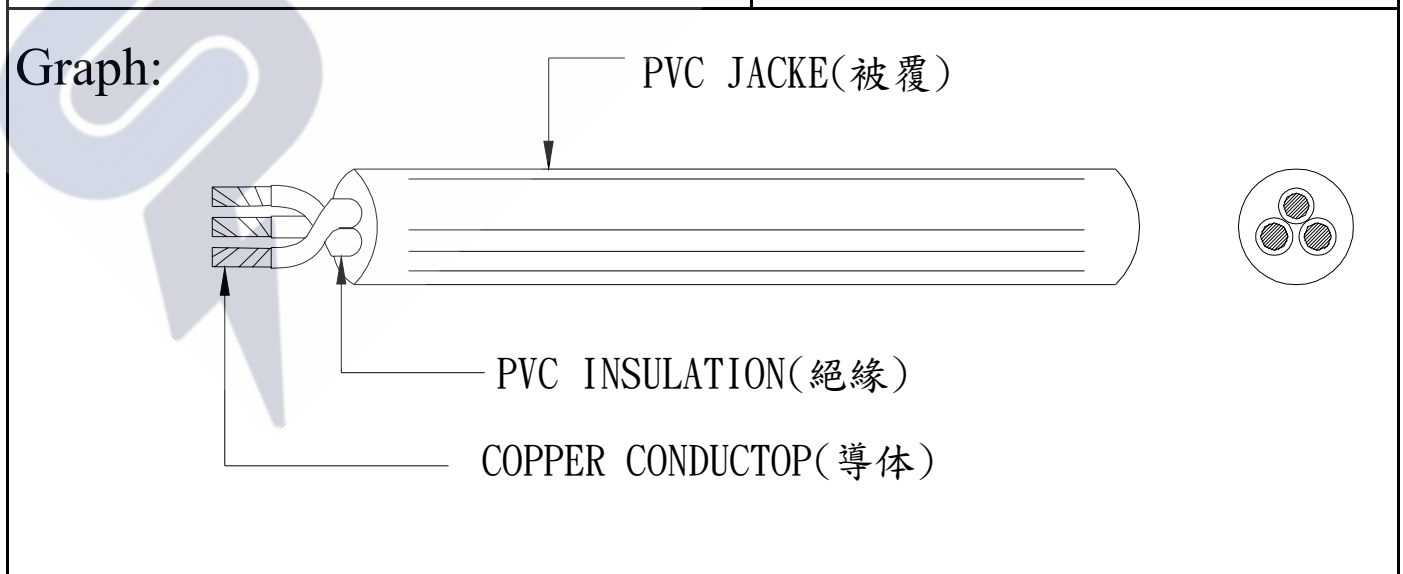 Graph:
PVC JACKE(被覆)
PVC INSULATION(絕緣)
COPPER CONDUCTOP(導体)